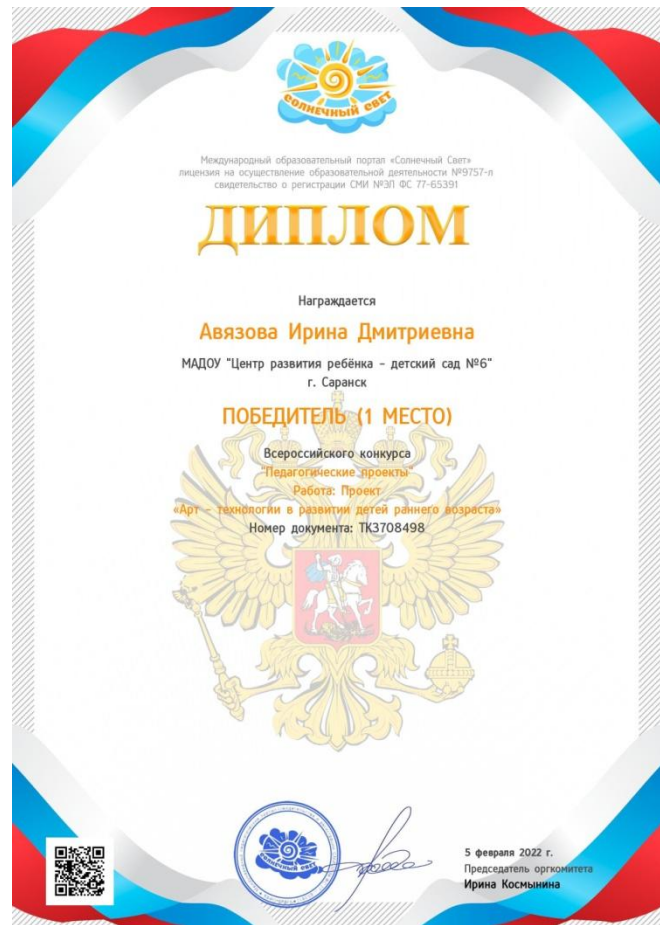 СОЛНЕЧНЫЙ СВЕТ
Международный образовательный портал «Солнечный Свет»
лицензия на осуществление образовательной деятельности №9757-л
свидетельство о регистрации СМИ №ЭЛ ФС 77-65391
ДИПЛОМ
Награждается
Авязова Ирина Дмитриевна
МАДОУ "Центр развития ребёнка - детский сад №6"
г. Саранск
ПОБЕДИТЕЛЬ (1 МЕСТО)
Всероссийского конкурса
"Педагогические проекты"
Работа: Проект
«Арт - технологии в развитии детей раннего возраста»
Номер документа: ТК3708498
СОЛНЕЧНЫЙ СВЕТ
5 февраля 2022 г.
Председатель оргкомитета
Ирина Космынина